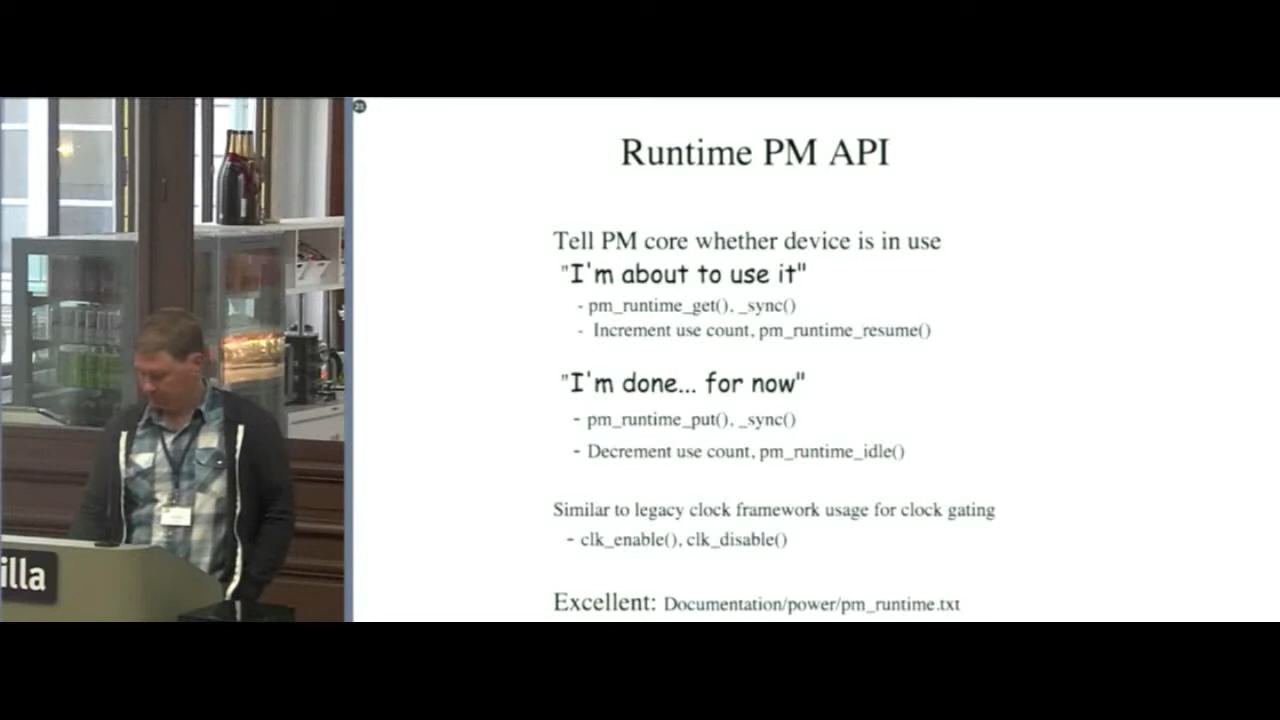 21
Runtime PM API
Tell PM core whether device is in use
"I'm about to use it"
- pm_runtime_get(), _sync()
- Increment use count, pm_runtime_resume()
"I'm done... for now"
- pm_runtime_put(), _sync()
- Decrement use count, pm_runtime_idle()
Similar to legacy clock framework usage for clock gating
- clk_enable(), clk_disable()
Excellent: Documentation/power/pm_runtime.txt
illa